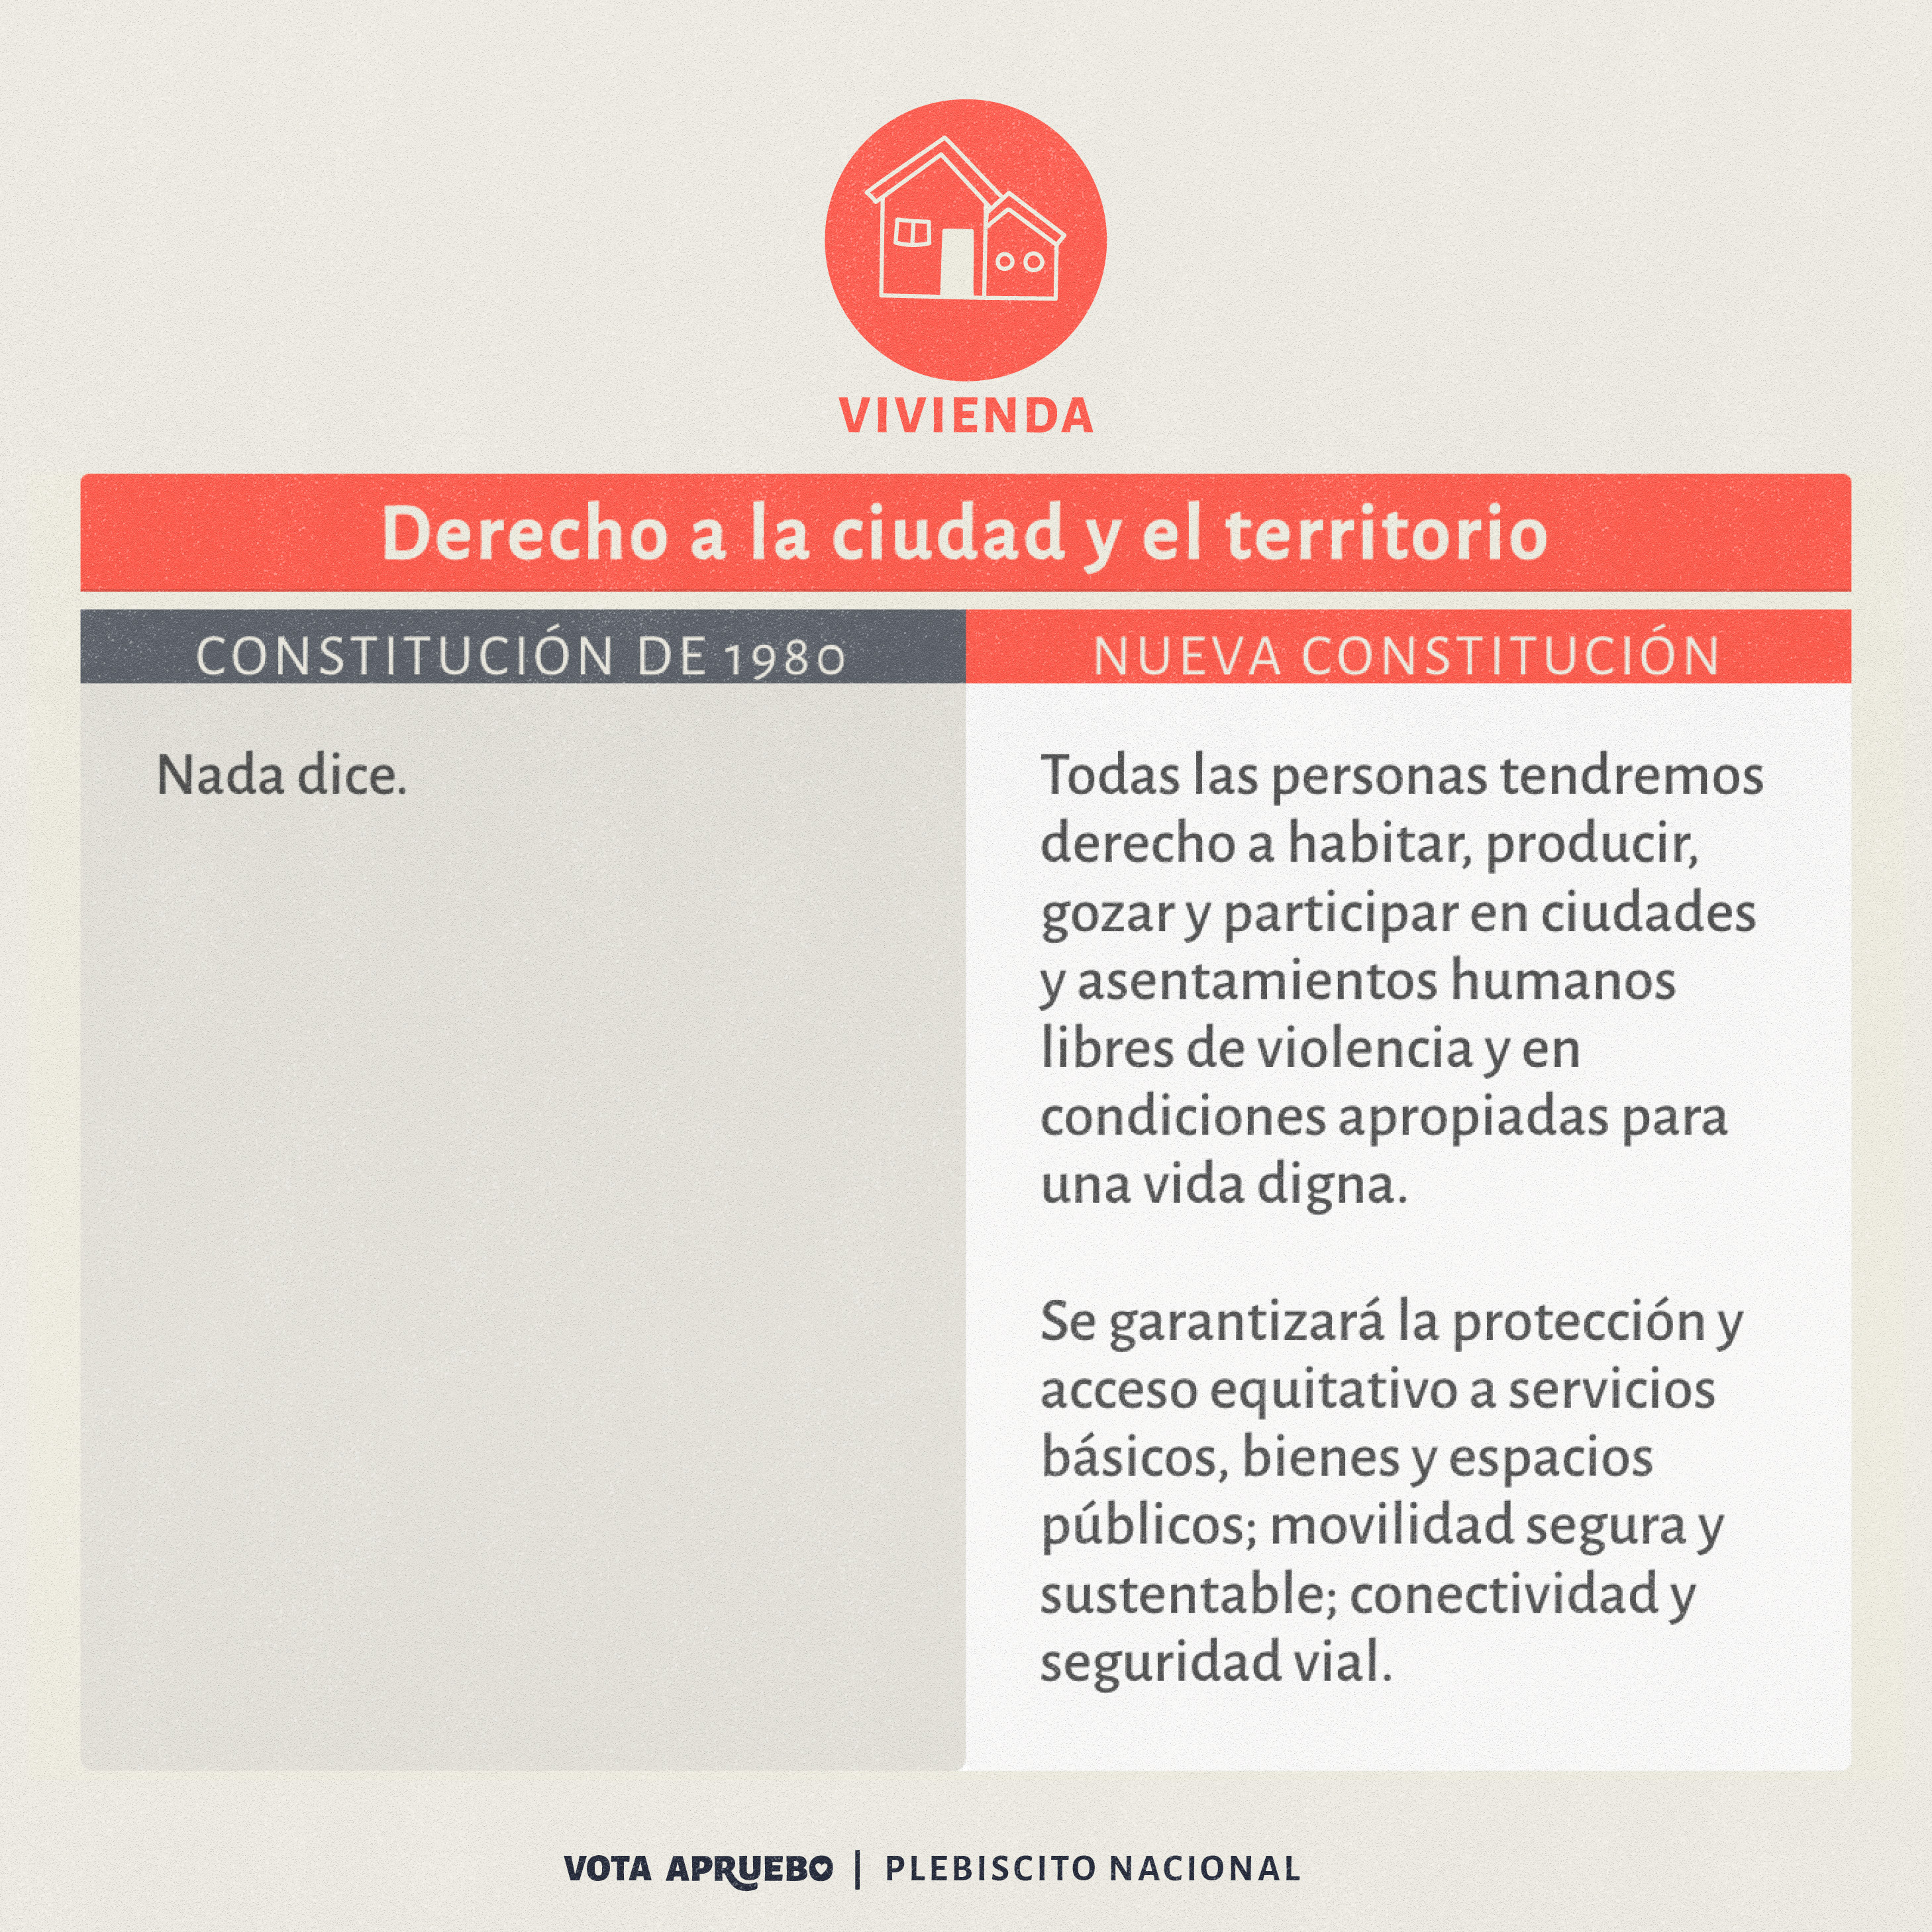 VIVIENDA
Derecho a la ciudad y el territorio
CONSTITUCIÓN DE 1980
Nada dice.
NUEVA CONSTITUCIÓN
Todas las personas tendremos
derecho a habitar, producir,
gozar y participar en ciudades
y asentamientos humanos
libres de violencia y en
condiciones apropiadas para
una vida digna.
Se garantizará la protección y
acceso equitativo a servicios
básicos, bienes y espacios
públicos; movilidad segura y
sustentable; conectividad y
seguridad vial.
VOTA APRUEBO | PLEBISCITO NACIONAL